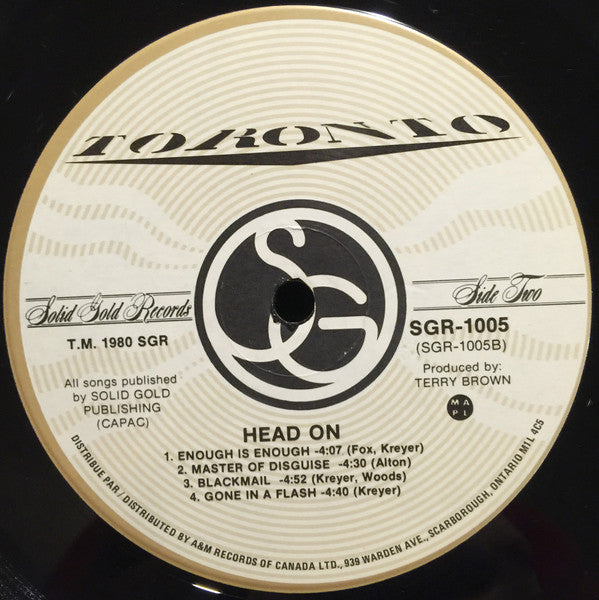 TORONTO
SG
Solid Gold Records
Side Two
T.M. 1980 SGR
SGR-1005
(SGR-1005B)
All songs published
by SOLID GOLD
PUBLISHING
(CAPAC)
Produced by:
TERRY BROWN
M A
P L
HEAD ON
1. ENOUGH IS ENOUGH -4:07 (Fox, Kreyer)
2. MASTER OF DISGUISE -4:30 (Alton)
3. BLACKMAIL -4:52 (Kreyer, Woods)
4. GONE IN A FLASH -4:40 (Kreyer)
DISTRIBUE PAR / DISTRIBUTED BY A&M RECORDS OF CANADA LTD., 939 WARDEN AVE., SCARBOROUGH, ONTARIO M1L 4C5